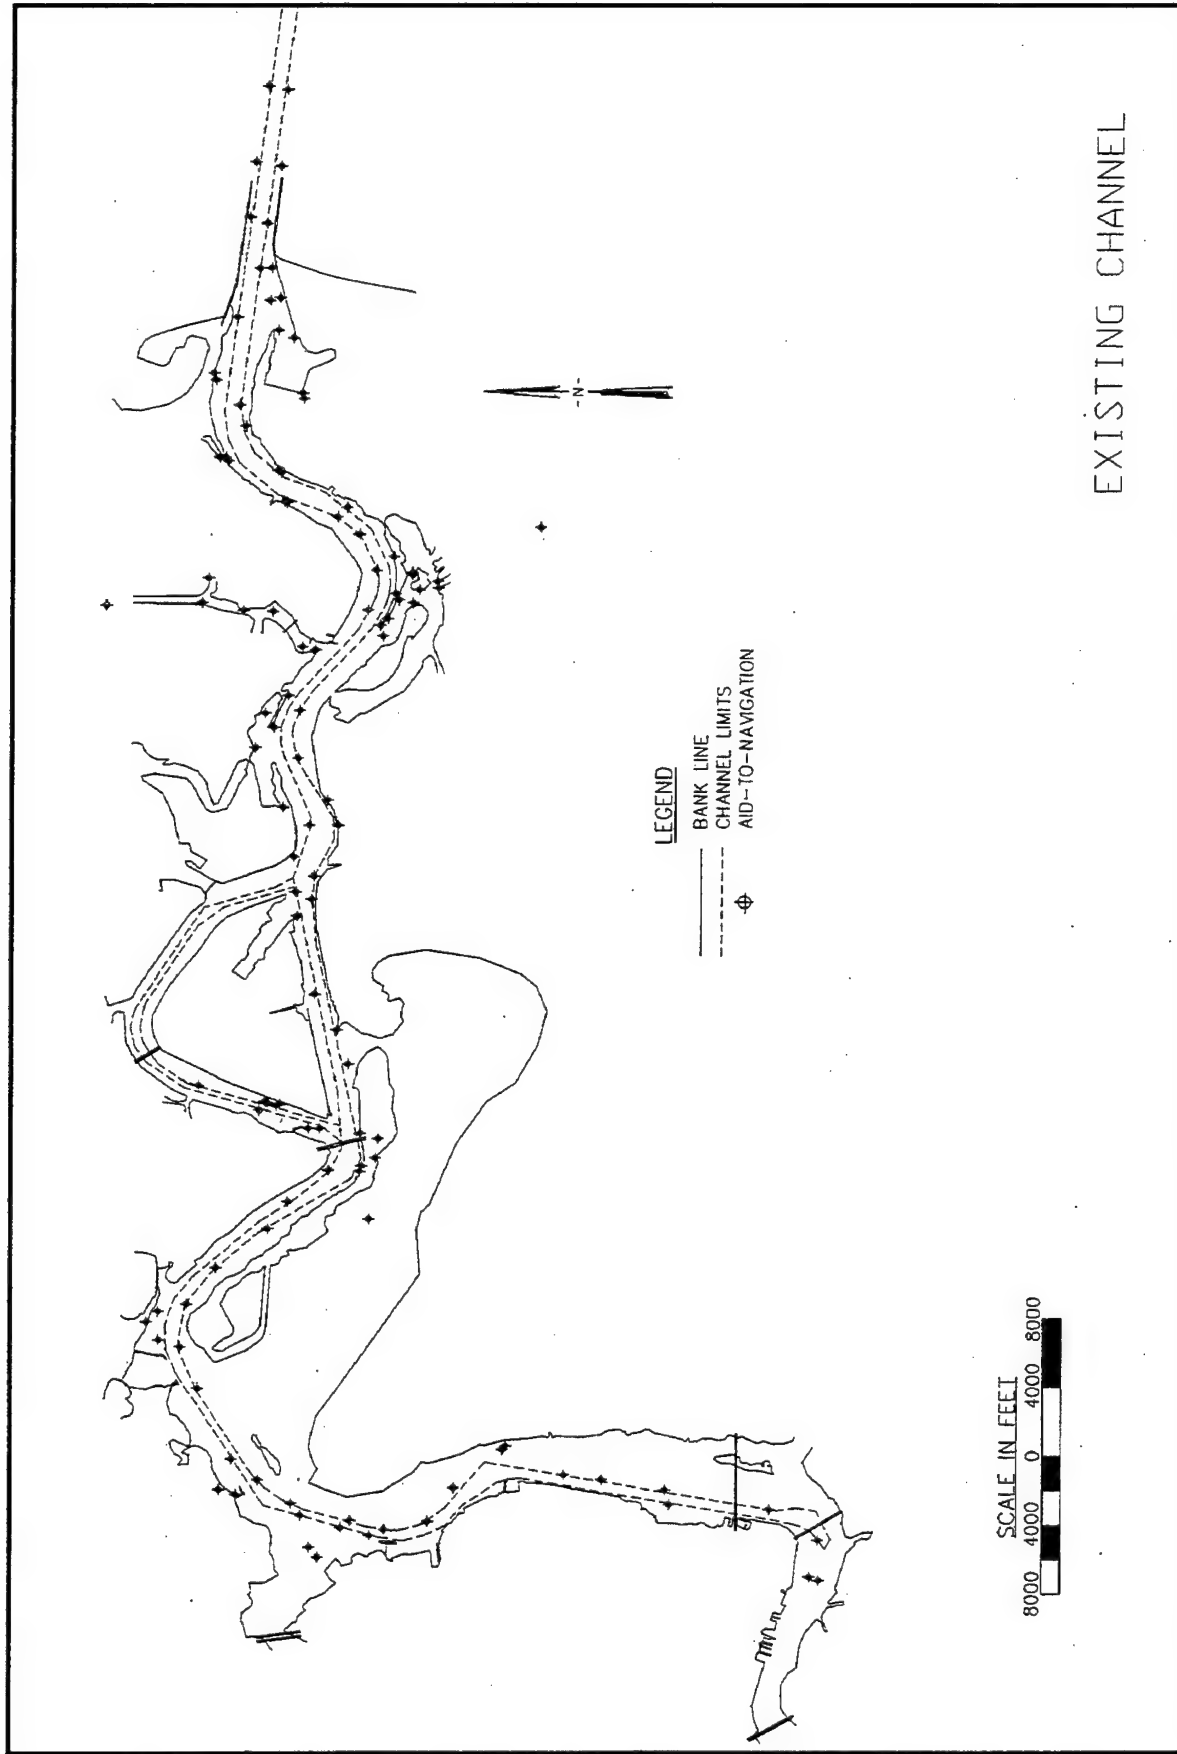 -N-
LEGEND
BANK LINE
CHANNEL LIMITS
AID-TO-NAVIGATION
SCALE IN FEET
8000 4000 0 4000 8000
EXISTING CHANNEL